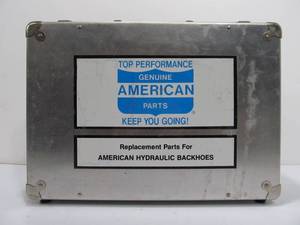 TOP PERFORMANCE
GENUINE
AMERICAN
PARTS
KEEP YOU GOING!
Replacement Parts For
AMERICAN HYDRAULIC BACKHOES